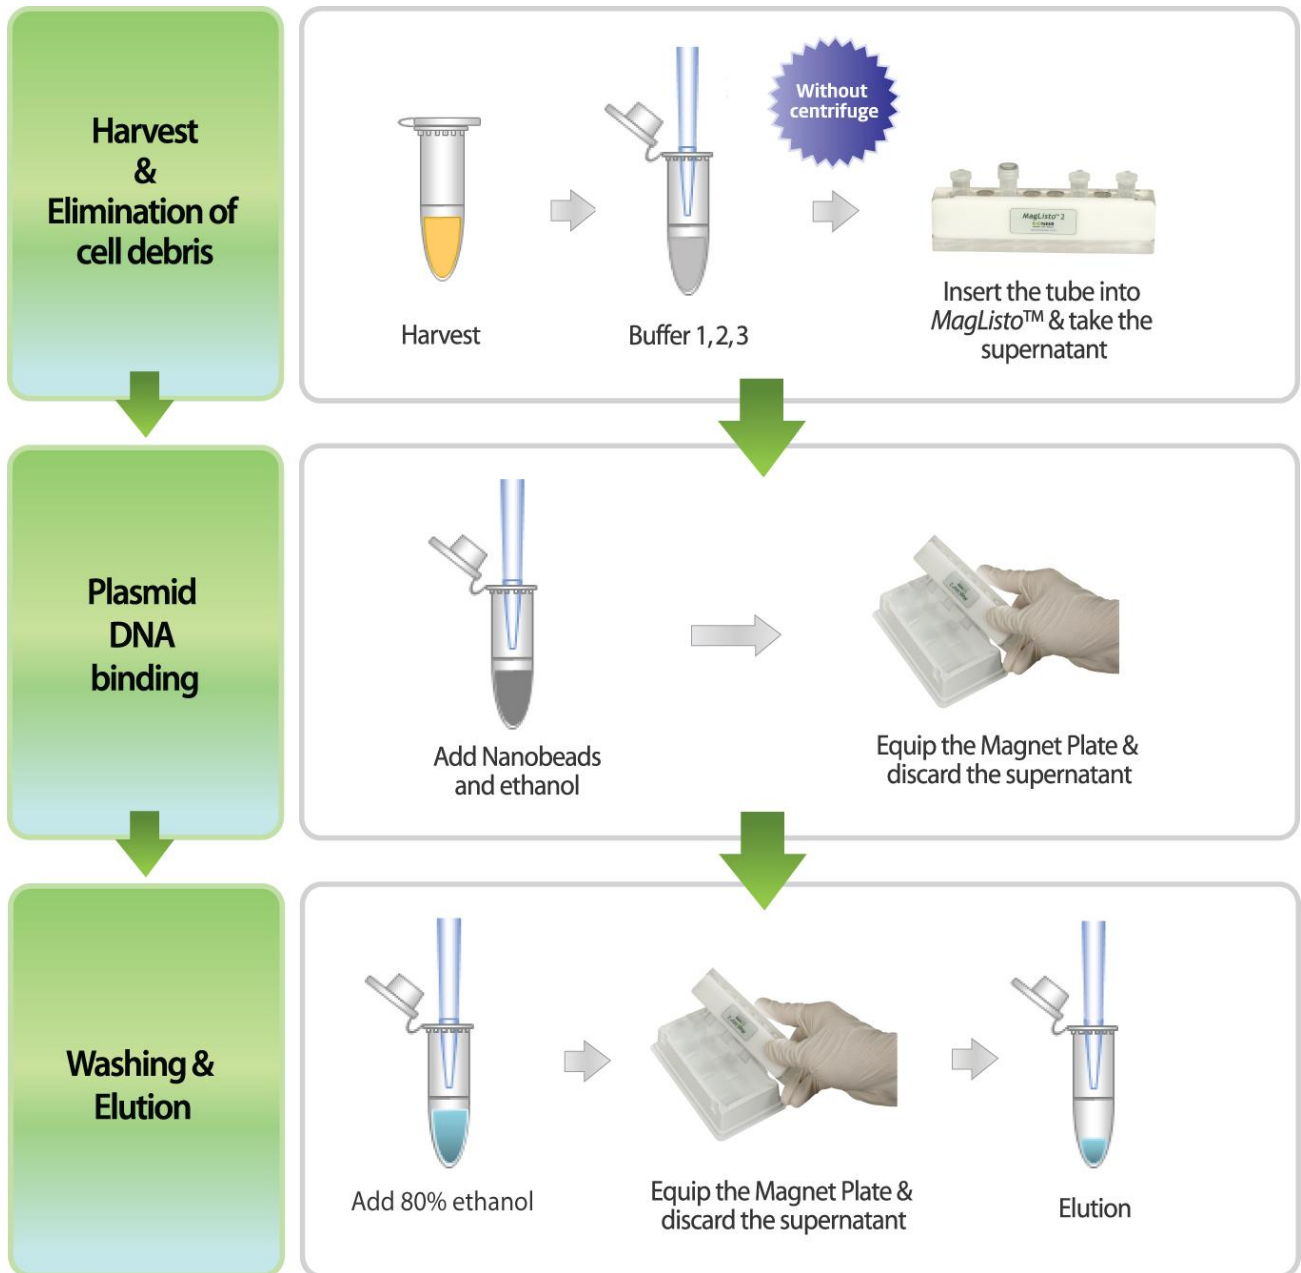 Harvest
&
Elimination of
cell debris
Harvest
Buffer 1, 2, 3
Without
centrifuge
MagListo™ 2
Insert the tube into
MagListo™ & take the
supernatant
Plasmid
DNA
binding
Add Nanobeads
and ethanol
Equip the Magnet Plate &
discard the supernatant
Washing &
Elution
Add 80% ethanol
Equip the Magnet Plate &
discard the supernatant
Elution